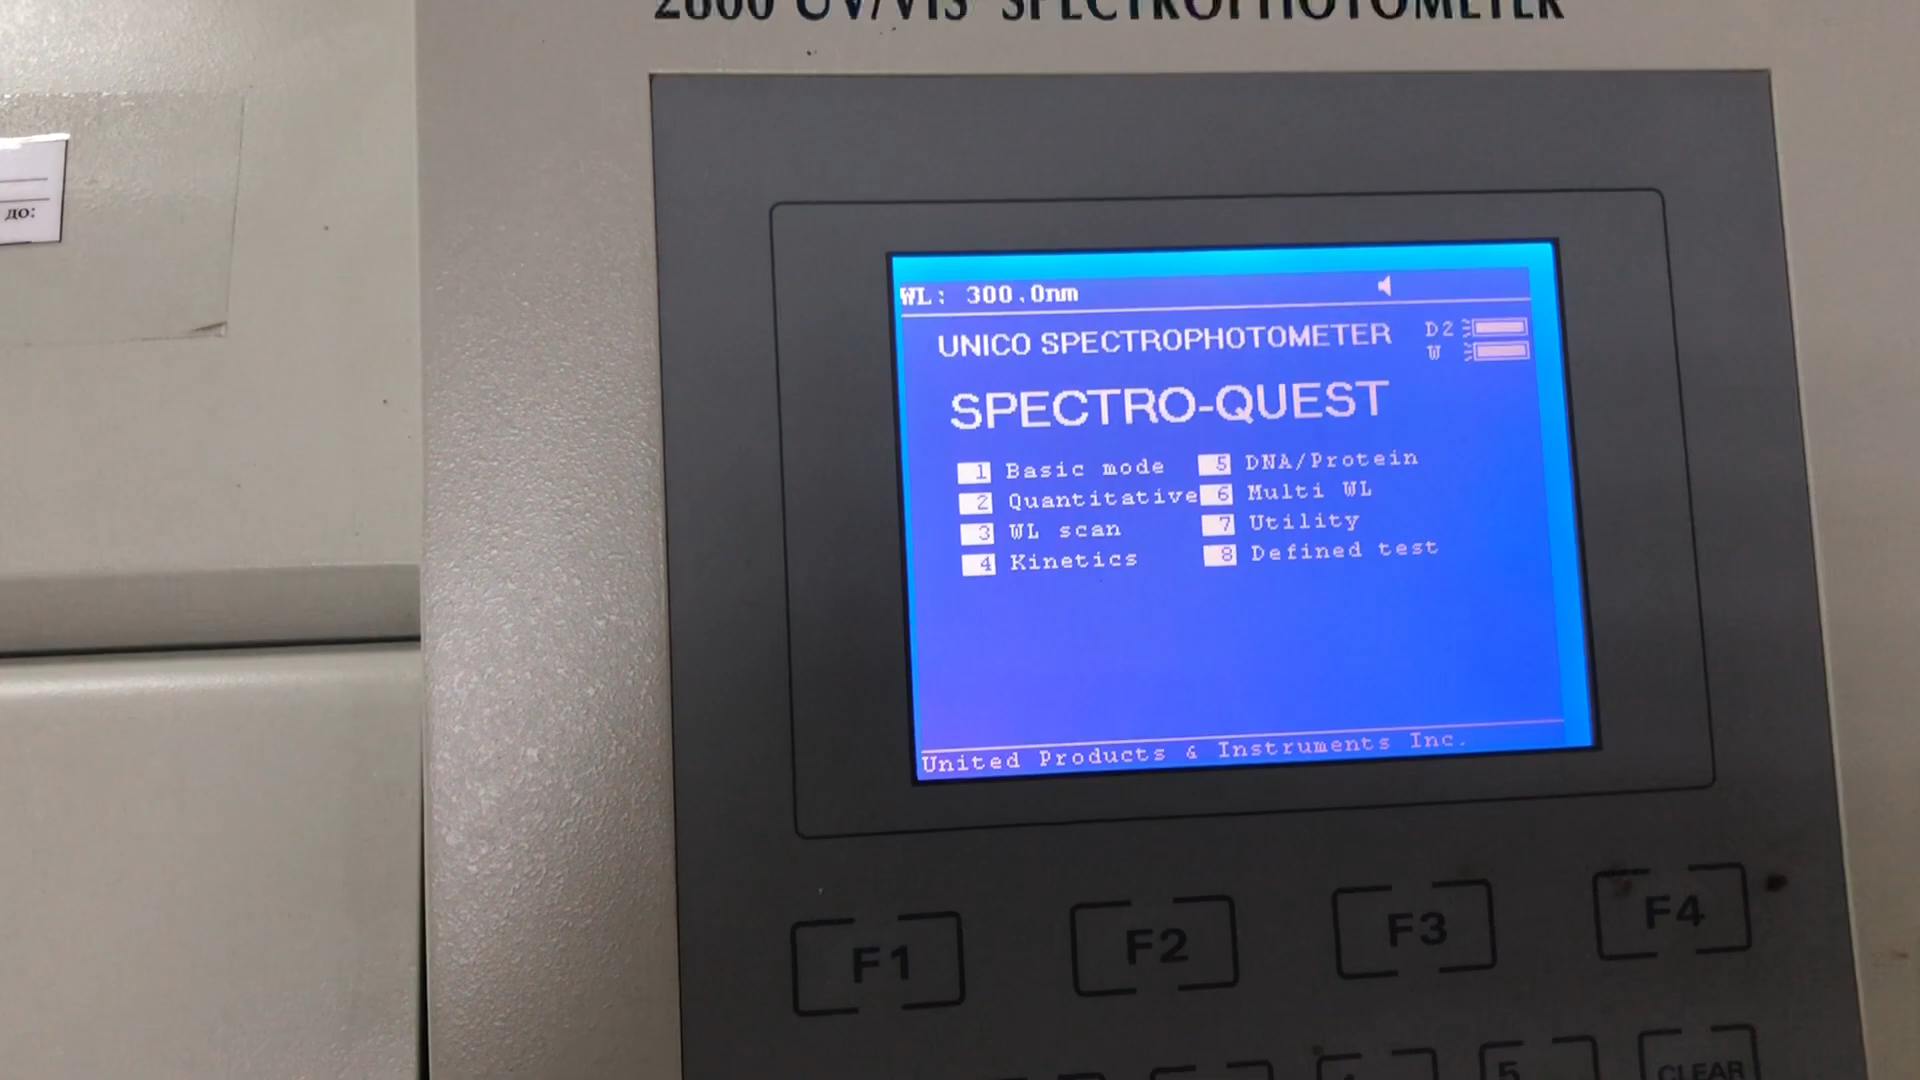 2800 UV/VIS SPECTROPHOTOMETER
до:
WL: 300.0nm
UNICO SPECTROPHOTOMETER
D2
W
SPECTRO-QUEST
1 Basic mode
2 Quantitative
3 WL scan
4 Kinetics
5 DNA/Protein
6 Multi WL
7 Utility
8 Defined test
United Products & Instruments Inc.
F1
F2
F3
F4
5
CLEAR